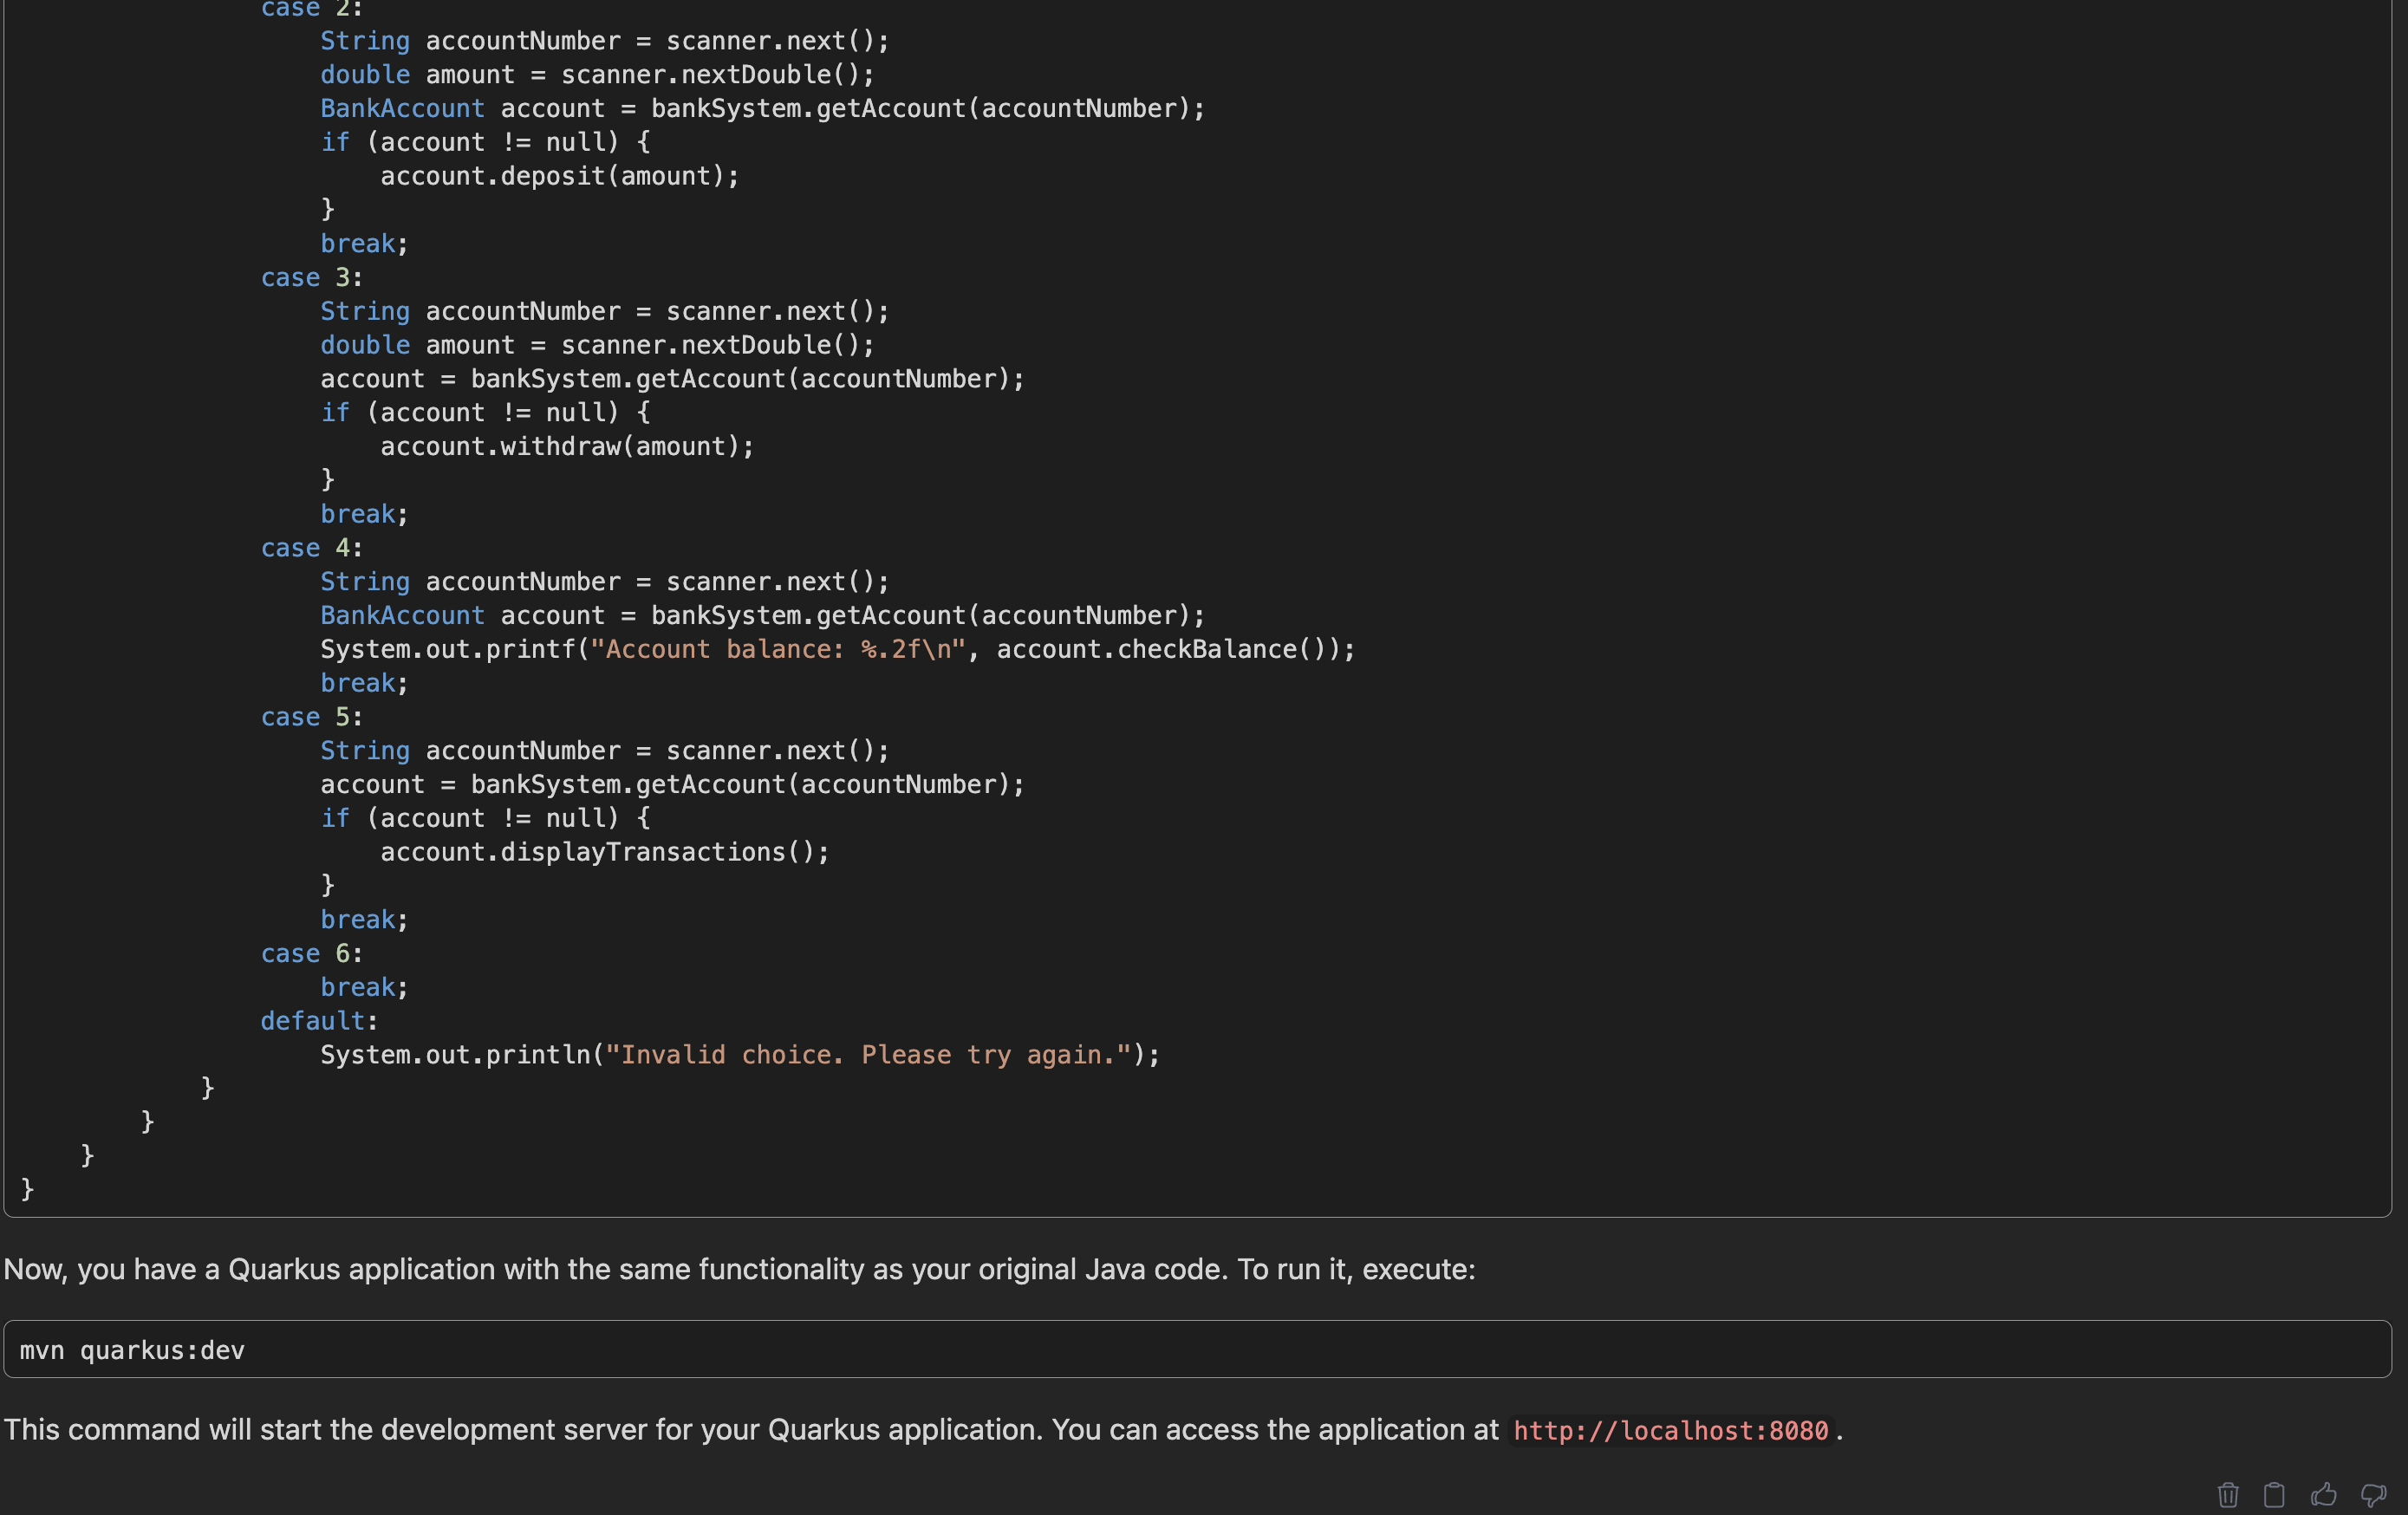 case 2:
String accountNumber = scanner.next();
double amount = scanner.nextDouble();
BankAccount account = bankSystem.getAccount(accountNumber);
if (account != null) {
account.deposit(amount);
}
break;
case 3:
String accountNumber = scanner.next();
double amount = scanner.nextDouble();
account = bankSystem.getAccount(accountNumber);
if (account != null) {
account.withdraw(amount);
}
break;
case 4:
String accountNumber = scanner.next();
BankAccount account = bankSystem.getAccount(accountNumber);
System.out.printf("Account balance: %.2f\n", account.checkBalance());
break;
case 5:
String accountNumber = scanner.next();
account = bankSystem.getAccount(accountNumber);
if (account != null) {
account.displayTransactions();
}
break;
case 6:
break;
default:
System.out.println("Invalid choice. Please try again.");
}
}
}
}
Now, you have a Quarkus application with the same functionality as your original Java code. To run it, execute:
mvn quarkus:dev
This command will start the development server for your Quarkus application. You can access the application at http://localhost:8080.